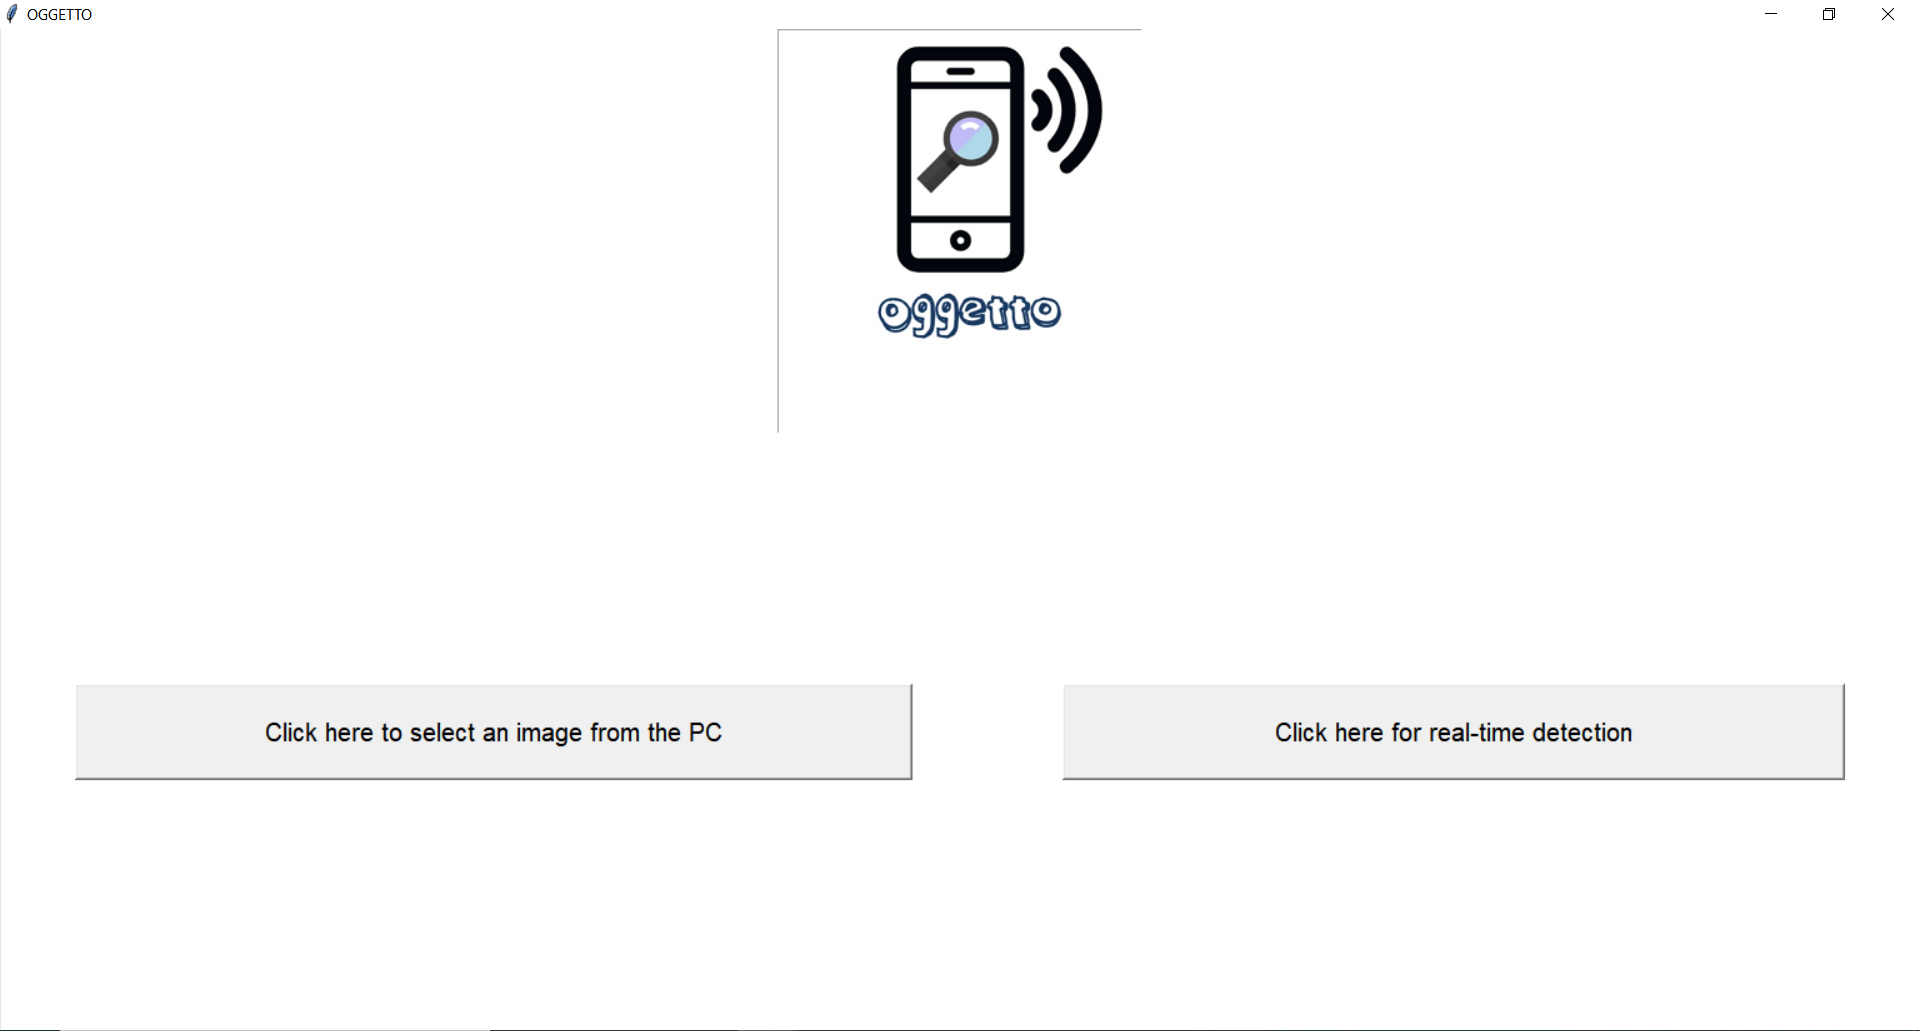 OGGETTO
oggetto
Click here to select an image from the PC
Click here for real-time detection